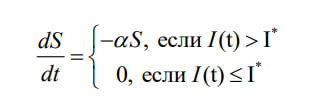 dS/dt = { −αS, если I(t) > I*
0, если I(t) ≤ I*